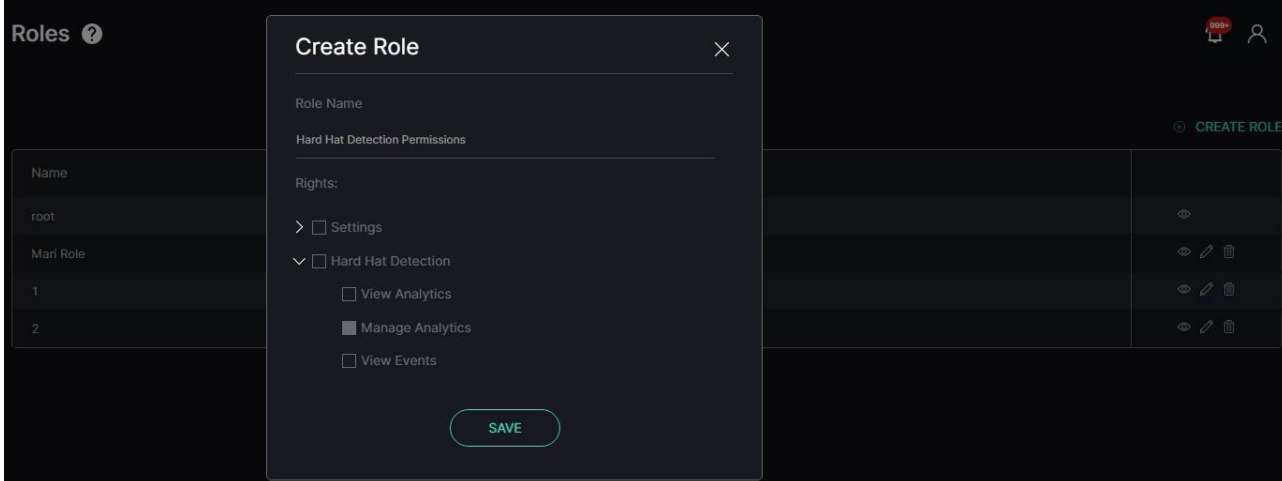 Roles ?
999+
Create Role
Role Name
Hard Hat Detection Permissions
CREATE ROLE
Name
Rights:
root
Settings
Mari Role
Hard Hat Detection
1
View Analytics
2
Manage Analytics
View Events
SAVE